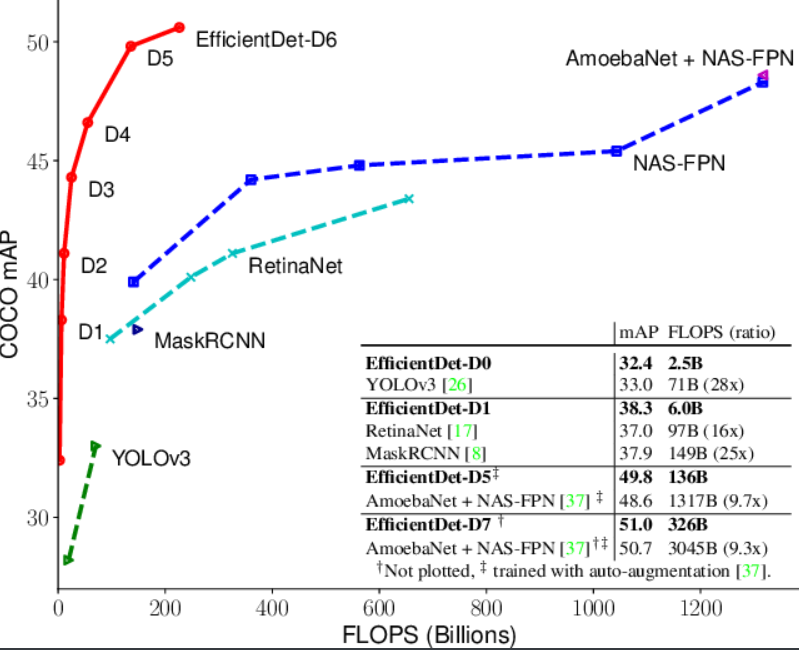 50
45
40
35
30
COCO mAP
0 200 400 600 800 1000 1200
FLOPS (Billions)
EfficientDet-D6
D5
D4
D3
D2
D1
AmoebaNet + NAS-FPN
NAS-FPN
RetinaNet
MaskRCNN
YOLOv3
mAP FLOPS (ratio)
EfficientDet-D0 32.4 2.5B
YOLOv3 [26] 33.0 71B (28x)
EfficientDet-D1 38.3 6.0B
RetinaNet [17] 37.0 97B (16x)
MaskRCNN [8] 37.9 149B (25x)
EfficientDet-D5‡ 49.8 136B
AmoebaNet + NAS-FPN [37] ‡ 48.6 1317B (9.7x)
EfficientDet-D7 † 51.0 326B
AmoebaNet + NAS-FPN [37]†‡ 50.7 3045B (9.3x)
†Not plotted, ‡ trained with auto-augmentation [37].